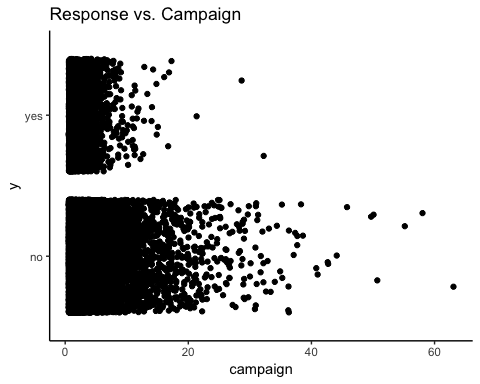 Response vs. Campaign
yes
y
no
0 20 40 60
campaign